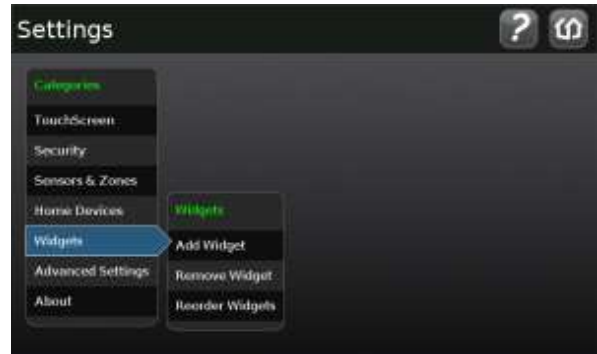 Settings
?
Categories
TouchScreen
Security
Sensors & Zones
Home Devices
Widgets
Advanced Settings
About
Widgets
Add Widget
Remove Widget
Reorder Widgets